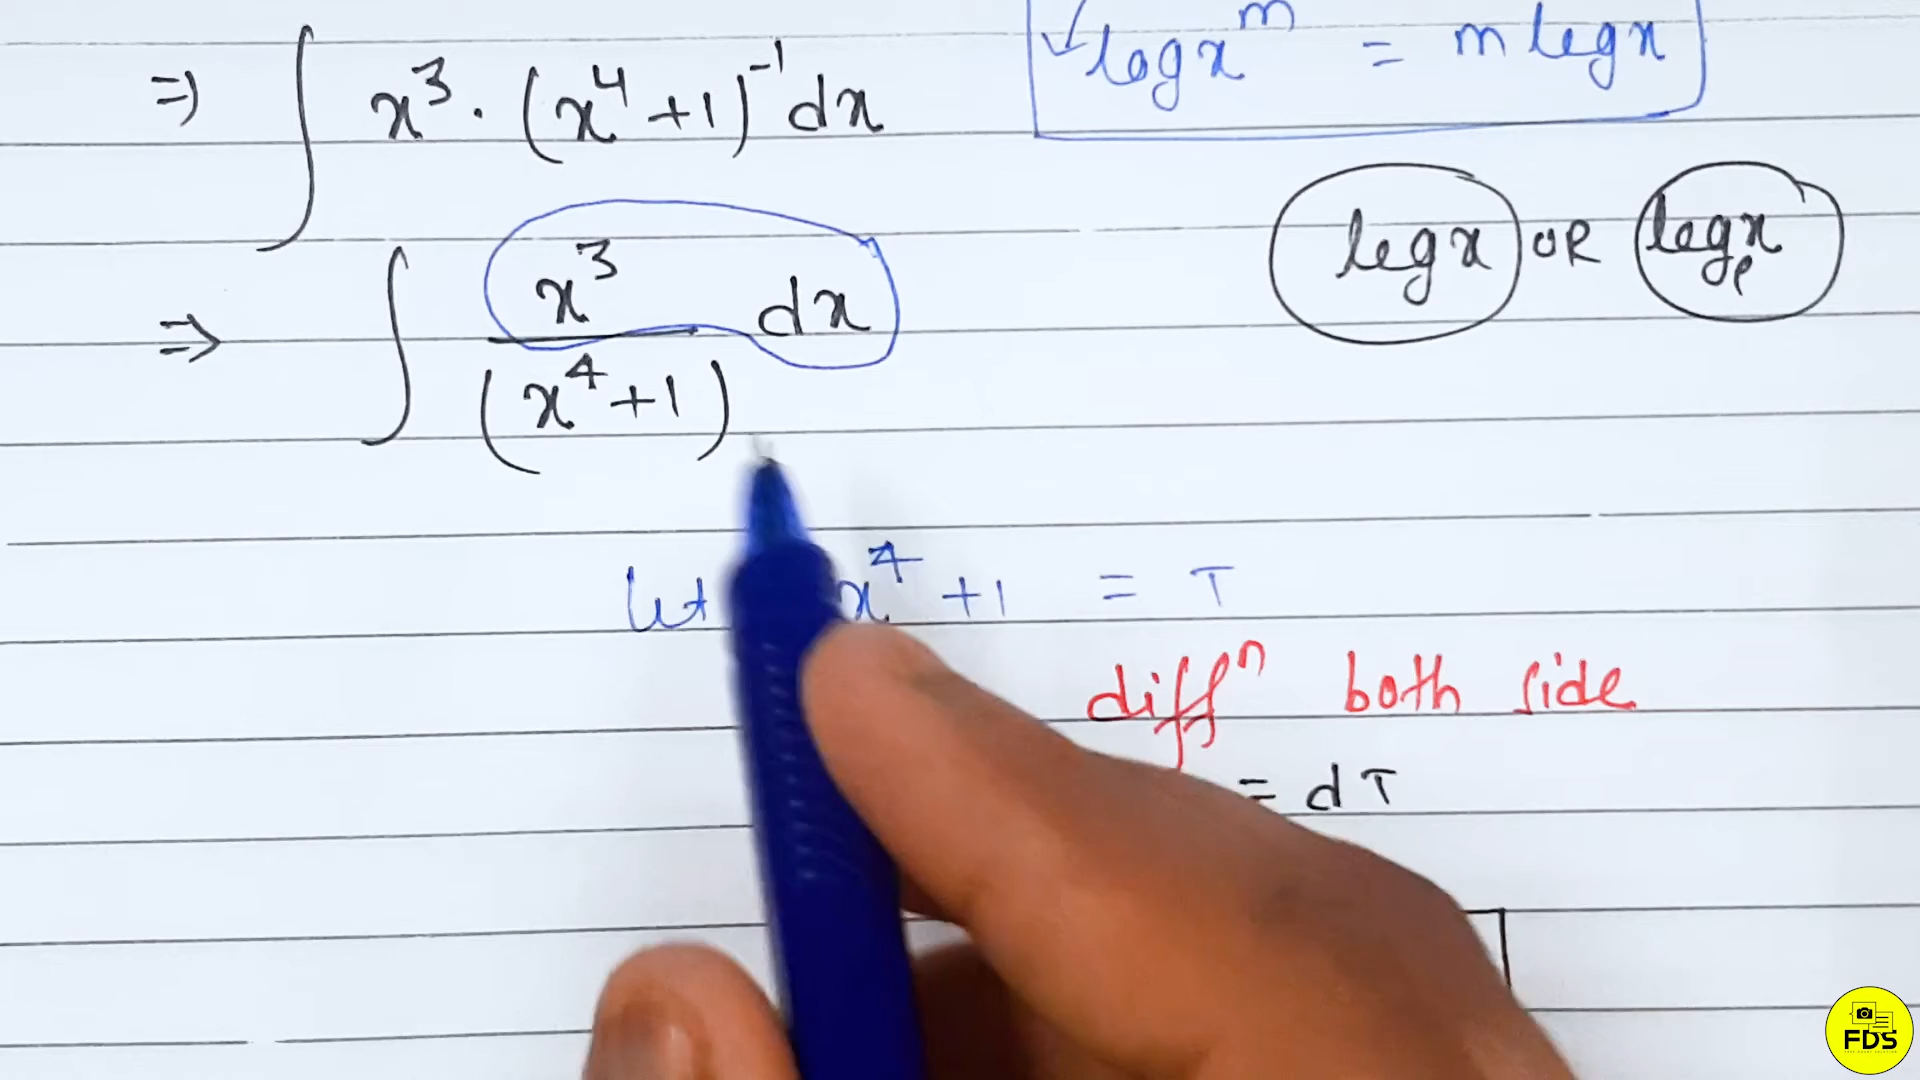 ⇒ ∫ x³ · (x⁴+1)⁻¹ dx
log xᵐ = m log x
⇒ ∫ x³ / (x⁴+1) dx
log x OR logₑ x
let x⁴ + 1 = T
diffⁿ both side
= dT
FDS